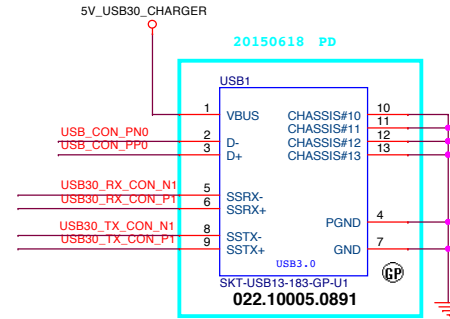 5V_USB30_CHARGER
20150618 PD
USB1
1 VBUS CHASSIS#10 10
CHASSIS#11 11
USB_CON_PN0 2 D- CHASSIS#12 12
USB_CON_PP0 3 D+ CHASSIS#13 13
USB30_RX_CON_N1 5 SSRX-
USB30_RX_CON_P1 6 SSRX+
PGND 4
USB30_TX_CON_N1 8 SSTX-
USB30_TX_CON_P1 9 SSTX+ GND 7
USB3.0
GP
SKT-USB13-183-GP-U1
022.10005.0891